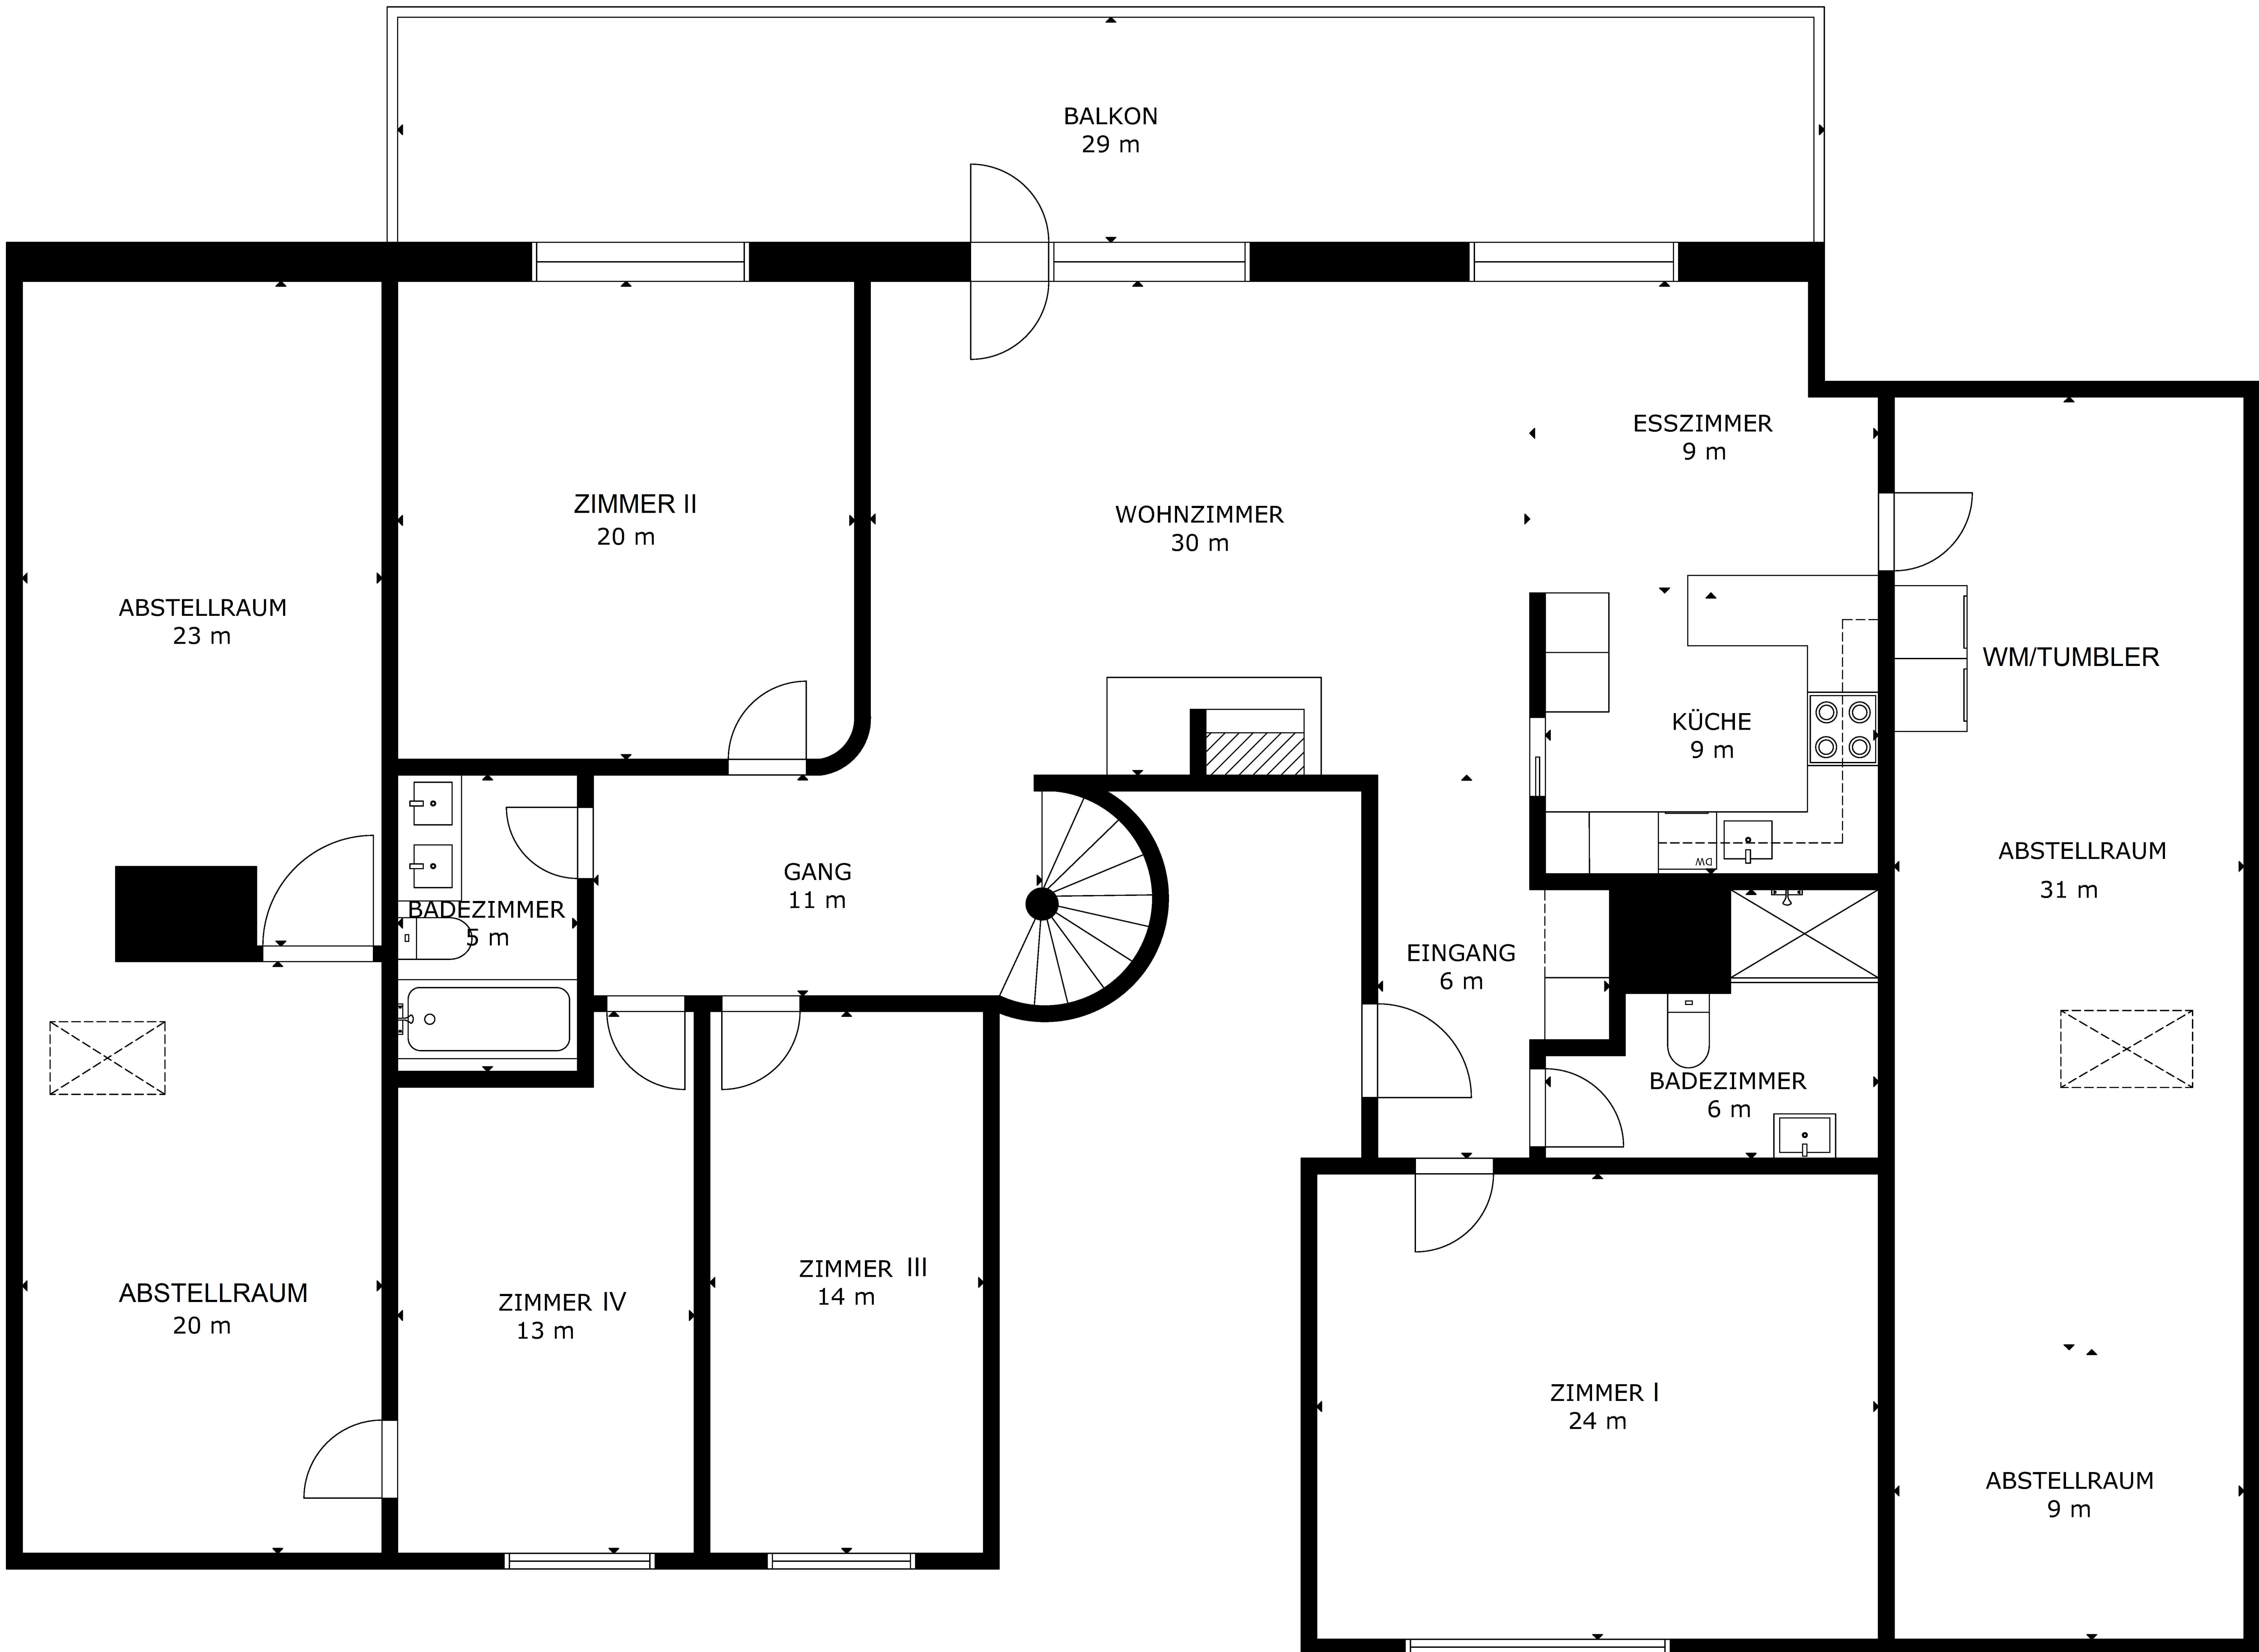 BALKON
29 m
ESSZIMMER
9 m
ZIMMER II
20 m
WOHNZIMMER
30 m
ABSTELLRAUM
23 m
WM/TUMBLER
KÜCHE
9 m
DW
GANG
11 m
ABSTELLRAUM
31 m
BADEZIMMER
5 m
EINGANG
6 m
BADEZIMMER
6 m
ZIMMER III
14 m
ABSTELLRAUM
20 m
ZIMMER IV
13 m
ZIMMER I
24 m
ABSTELLRAUM
9 m